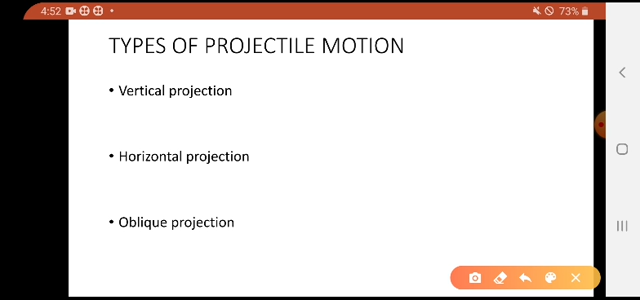 4:52
73%
TYPES OF PROJECTILE MOTION
• Vertical projection
• Horizontal projection
• Oblique projection